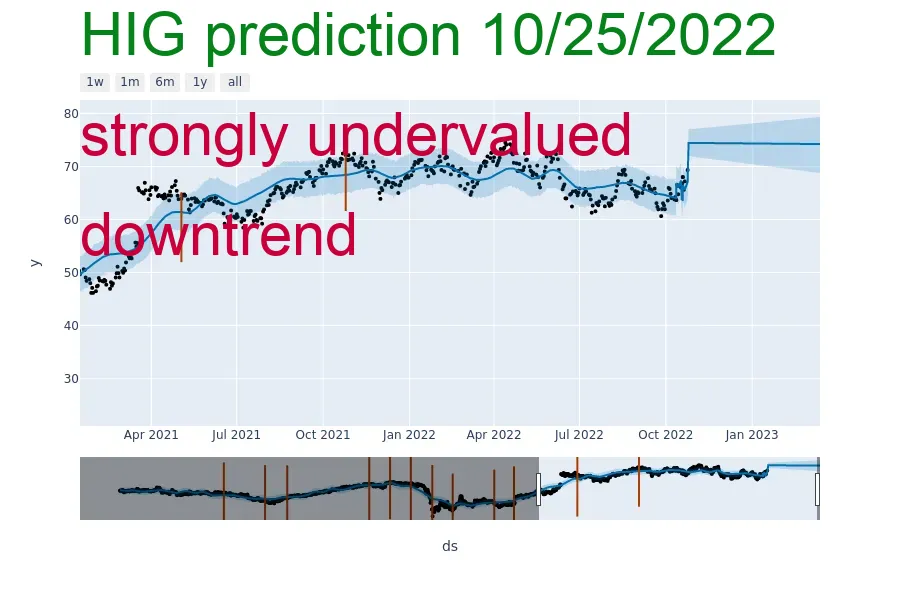 HIG prediction 10/25/2022
1w 1m 6m 1y all
strongly undervalued
downtrend
80
70
60
50
40
30
y
Apr 2021 Jul 2021 Oct 2021 Jan 2022 Apr 2022 Jul 2022 Oct 2022 Jan 2023
ds